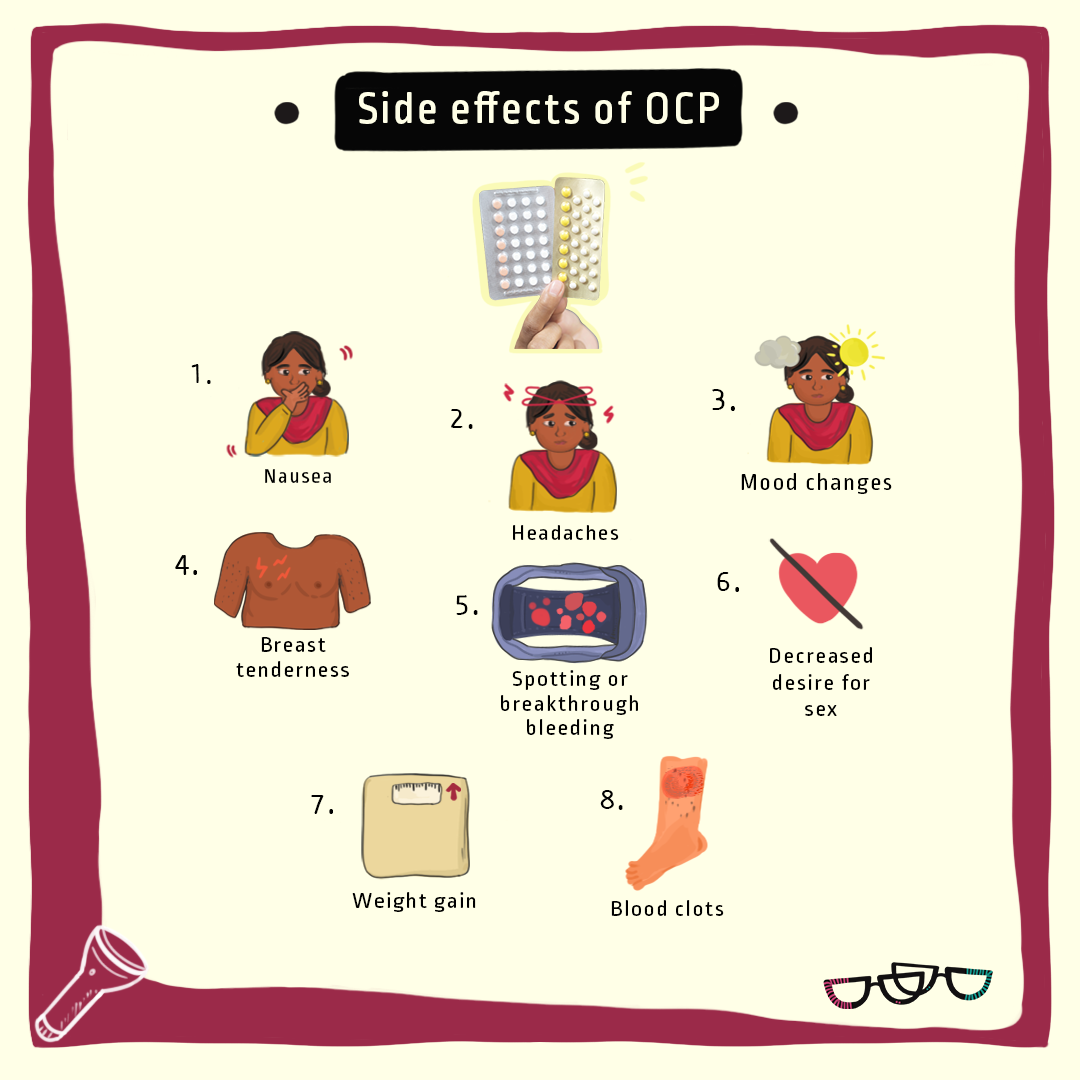 Side effects of OCP
1.
Nausea
2.
Headaches
3.
Mood changes
4.
Breast
tenderness
5.
Spotting or
breakthrough
bleeding
6.
Decreased
desire for
sex
7.
Weight gain
8.
Blood clots